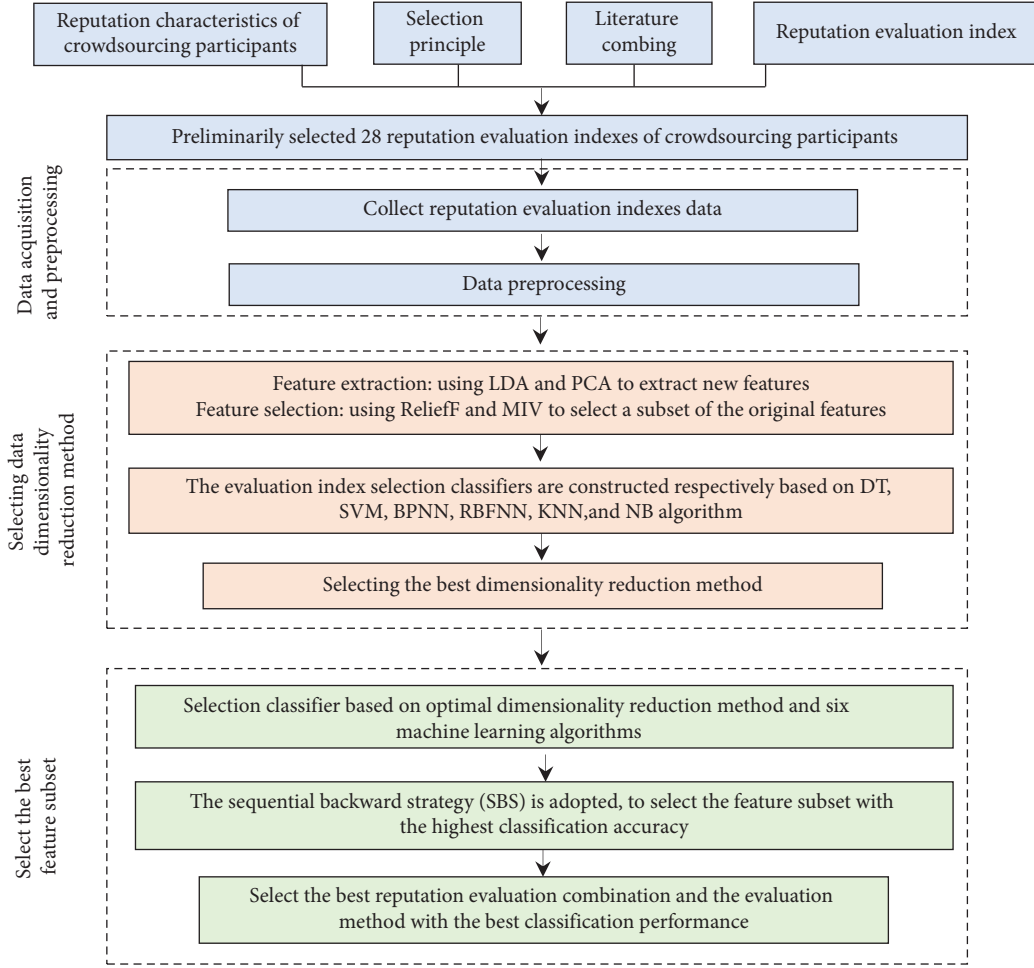 Reputation characteristics of
crowdsourcing participants
Selection
principle
Literature
combing
Reputation evaluation index
Preliminarily selected 28 reputation evaluation indexes of crowdsourcing participants
Data acquisition
and preprocessing
Collect reputation evaluation indexes data
Data preprocessing
Selecting data
dimensionality
reduction method
Feature extraction: using LDA and PCA to extract new features
Feature selection: using ReliefF and MIV to select a subset of the original features
The evaluation index selection classifiers are constructed respectively based on DT,
SVM, BPNN, RBFNN, KNN,and NB algorithm
Selecting the best dimensionality reduction method
Select the best
feature subset
Selection classifier based on optimal dimensionality reduction method and six
machine learning algorithms
The sequential backward strategy (SBS) is adopted, to select the feature subset with
the highest classification accuracy
Select the best reputation evaluation combination and the evaluation
method with the best classification performance